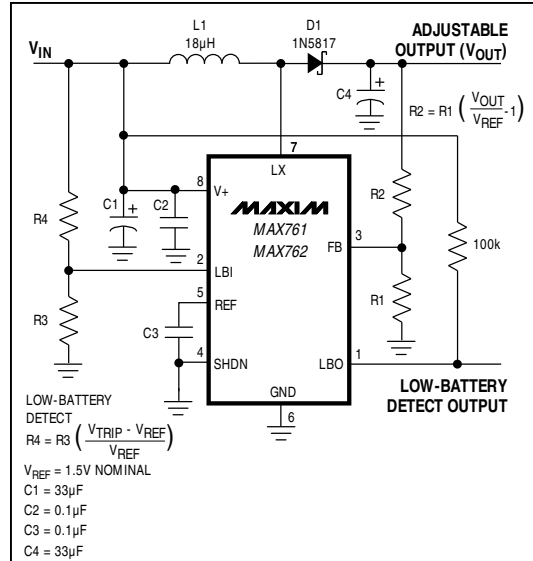 L1
18µH
D1
1N5817
ADJUSTABLE
OUTPUT (VOUT)
VIN
C4
+
R2 = R1 (VOUT/VREF -1)
7
LX
8
V+
C1
+
C2
MAXIM
MAX761
MAX762
R4
R2
3
FB
100k
2
LBI
5
REF
R3
R1
C3
4
SHDN
1
LBO
GND
6
LOW-BATTERY
DETECT OUTPUT
LOW-BATTERY
DETECT
R4 = R3 (VTRIP - VREF/VREF)
VREF = 1.5V NOMINAL
C1 = 33µF
C2 = 0.1µF
C3 = 0.1µF
C4 = 33µF